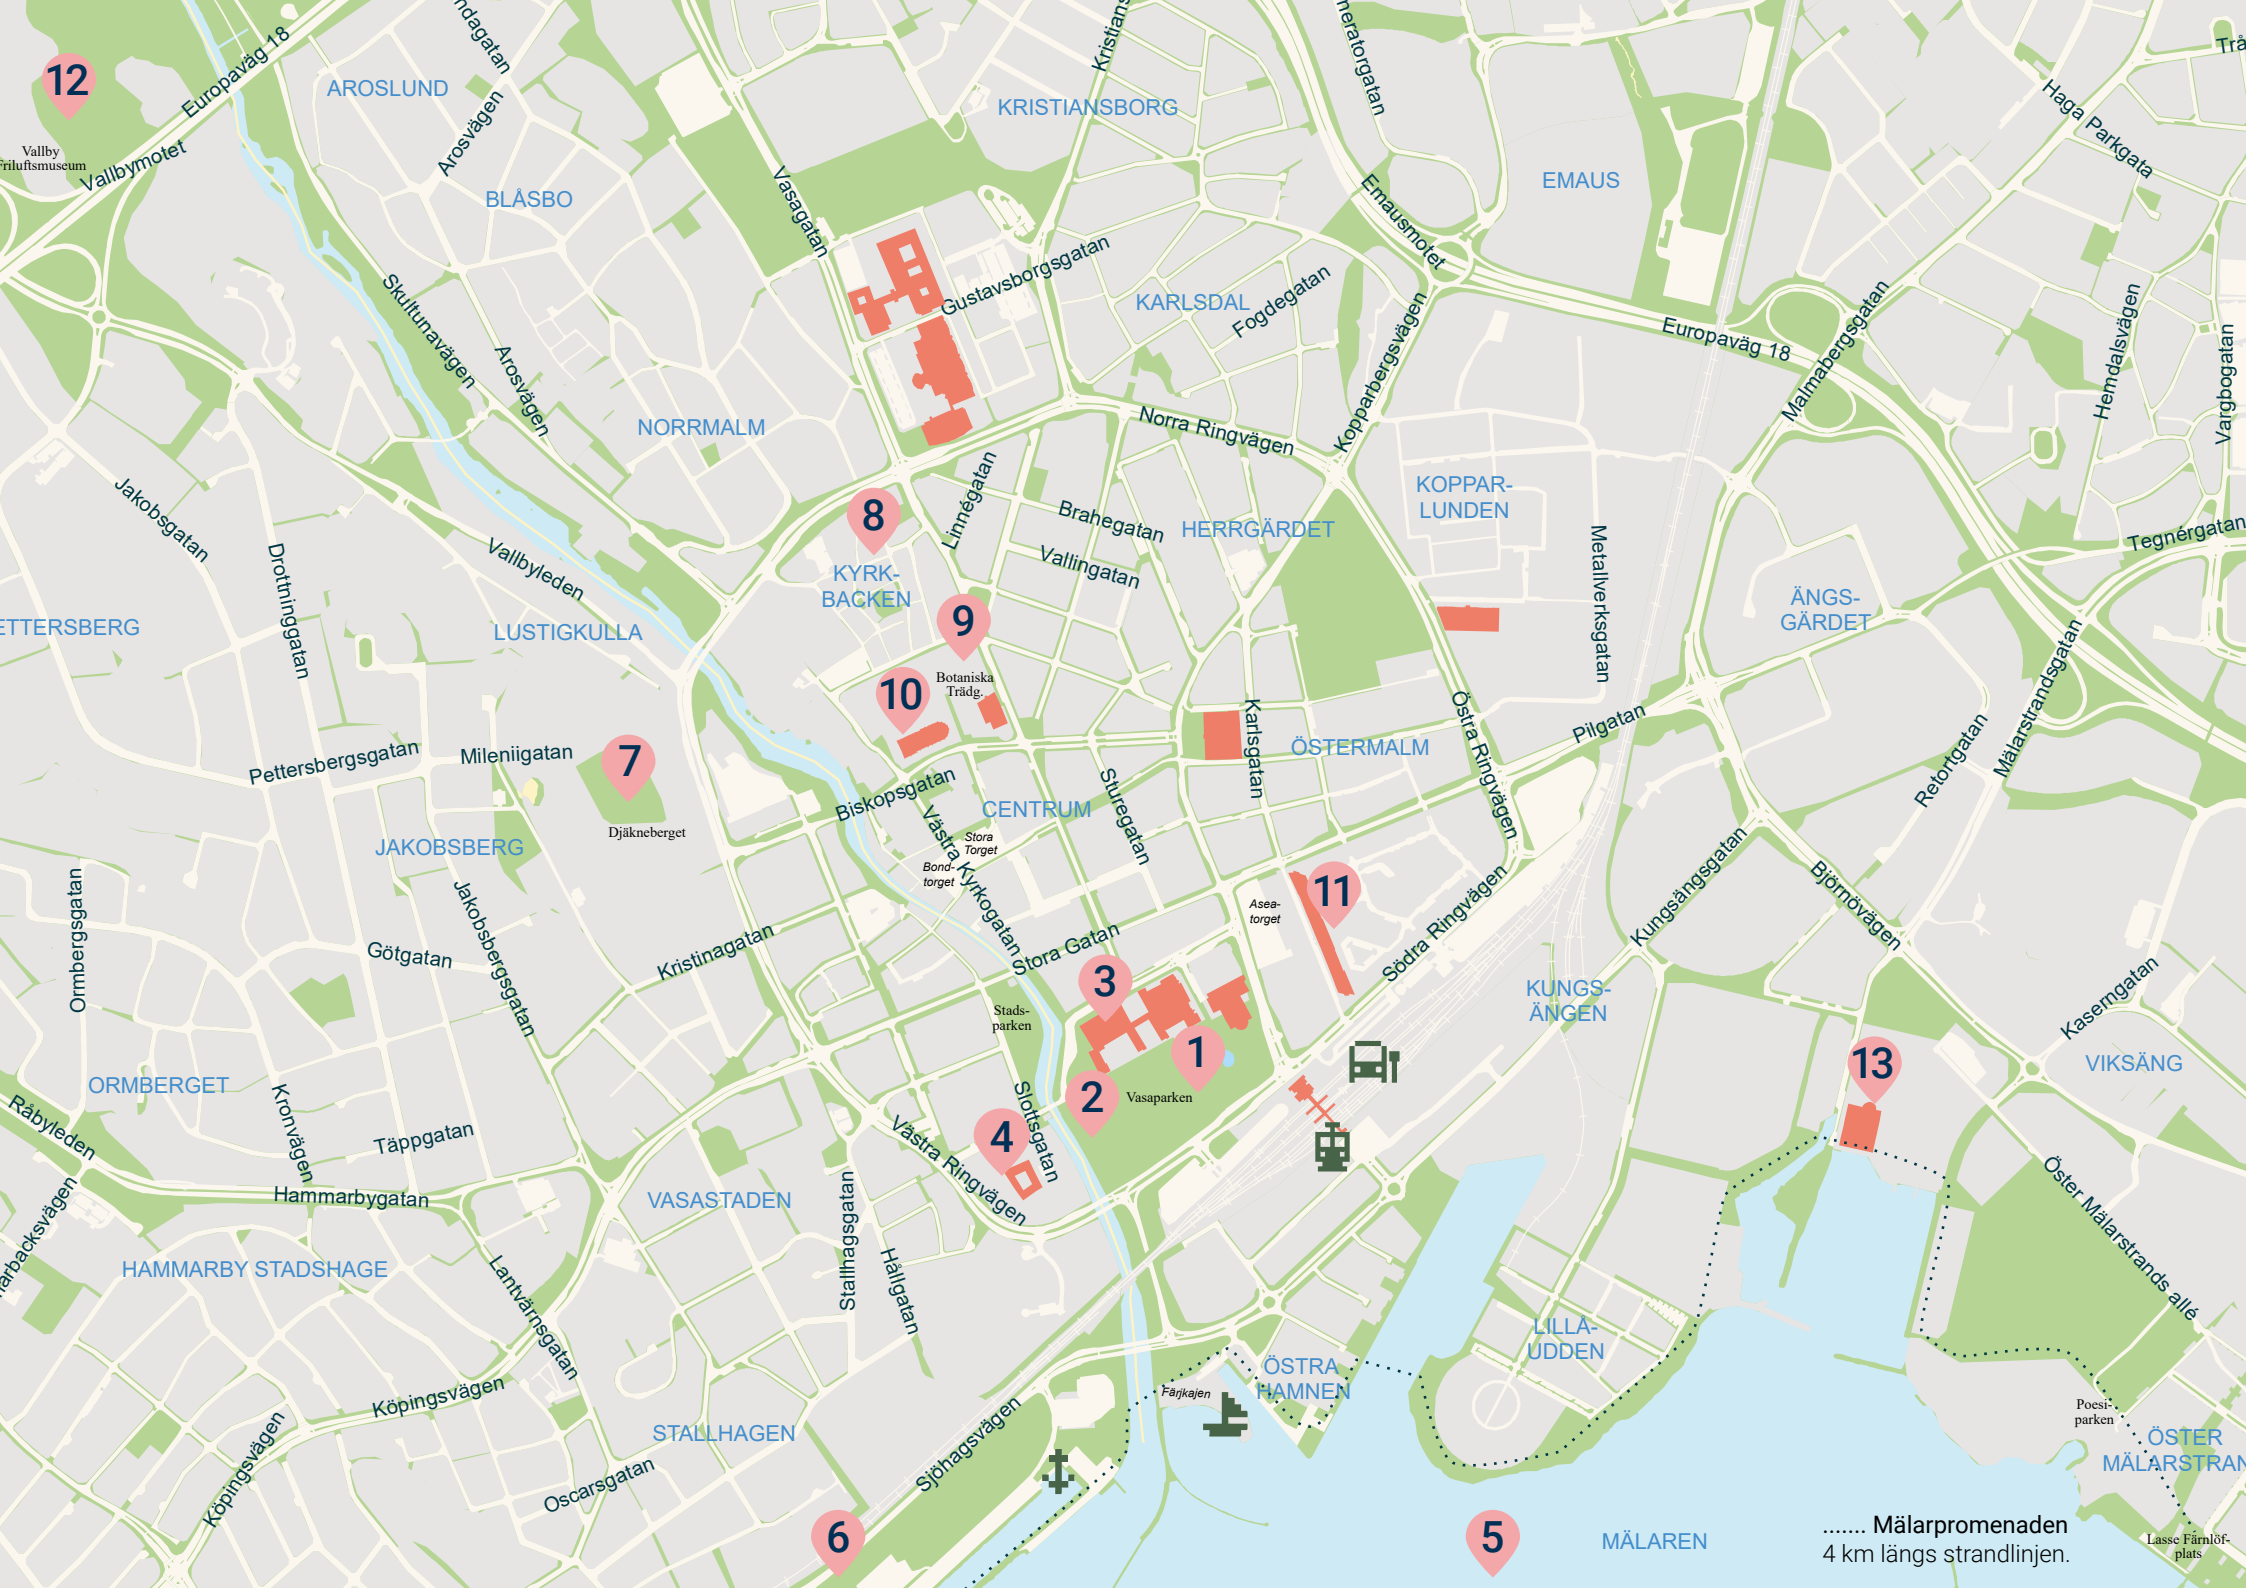 12
Europaväg 18
AROSLUND
Arosvägen
KRISTIANSBORG
Vallby
Vallbymotet
BLÅSBO
Vasagatan
Emausmotet
EMAUS
Haga Parkgata
Gustavsborgsgatan
KARLSDAL
Fogdegatan
Skultunavägen
Arosvägen
Kopparbergsvägen
Europaväg 18
Malmabergsgatan
Hemdalsvägen
Vargbogatan
NORRMALM
Norra Ringvägen
Jakobsgatan
Drottninggatan
Vallbyleden
8
Linnégatan
Brahegatan
Vallingatan
HERRGÄRDET
KOPPAR-
LUNDEN
Metallverksgatan
Tegnérgatan
KYRK-
BACKEN
LUSTIGKULLA
9
ÄNGS-
GÄRDET
Mälarstrandsgatan
10
Botaniska
Trädg.
Karlsgatan
ÖSTERMALM
Östra Ringvägen
Pilgatan
Retortgatan
Pettersbergsgatan
Mileniigatan
7
Djäkneberget
Biskopsgatan
CENTRUM
Sturegatan
Västra Kyrkogatan
Stora
Torget
Bond-
torget
JAKOBSBERG
Jakobsbergsgatan
Ormbergsgatan
Götgatan
Kristinagatan
Stora Gatan
Asea-
torget
11
Södra Ringvägen
Kungsängsgatan
Björnövägen
3
Stads-
parken
KUNGS-
ÄNGEN
Kaserngatan
VIKSÄNG
1
2
Vasaparken
13
ORMBERGET
Råbyleden
Kronvägen
Täppgatan
Hammarbygatan
4
Slottsgatan
Västra Ringvägen
VASASTADEN
Stallhagsgatan
Hållgatan
HAMMARBY STADSHAGE
Lantvärnsgatan
Öster Mälarstrands allé
LILLÅ-
UDDEN
ÖSTRA
HAMNEN
Färjkajen
Köpingsvägen
Köpingsvägen
STALLHAGEN
Oscarsgatan
Sjöhagsvägen
Poesi-
parken
ÖSTER
6
5
MÄLAREN
....... Mälarpromenaden
4 km längs strandlinjen.
Lasse Färnlöf-
plats